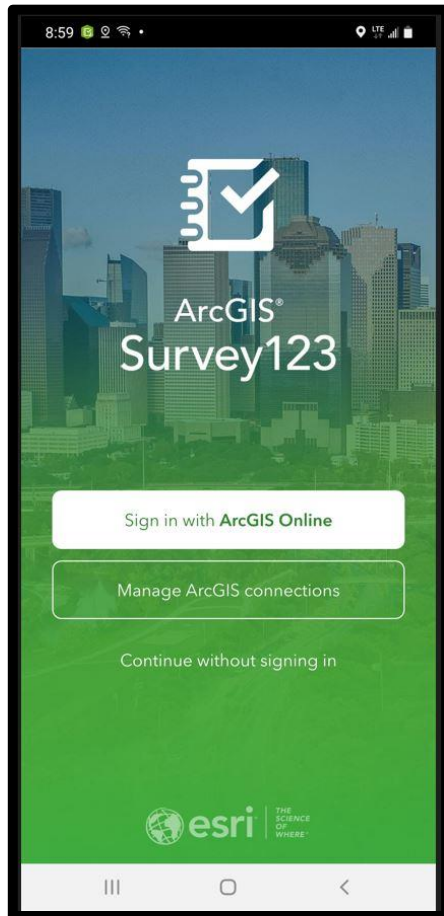 8:59
LTE
ArcGIS®
Survey123
Sign in with ArcGIS Online
Manage ArcGIS connections
Continue without signing in
esri
THE
SCIENCE
OF
WHERE®